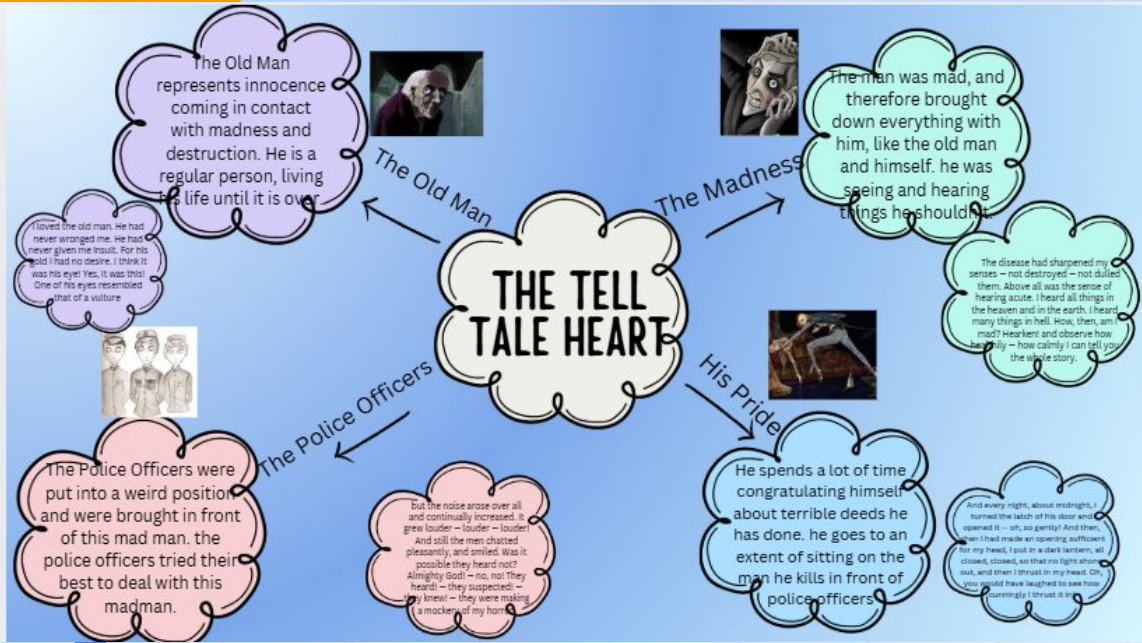 The Old Man
represents innocence
coming in contact
with madness and
destruction. He is a
regular person, living
his life until it is over.
I loved the old man. He had
never wronged me. He had
never given me insult. For his
gold I had no desire. I think it
was his eye! Yes, it was this!
One of his eyes resembled
that of a vulture
The Old Man
The Madness
The man was mad, and
therefore brought
down everything with
him, like the old man
and himself. he was
seeing and hearing
things he shouldn't.
The disease had sharpened my
senses — not destroyed — not dulled
them. Above all was the sense of
hearing acute. I heard all things in
the heaven and in the earth. I heard
many things in hell. How, then, am I
mad? Hearken! and observe how
healthily — how calmly I can tell you
the whole story.
THE TELL
TALE HEART
The Police Officers
The Police Officers were
put into a weird position
and were brought in front
of this mad man. the
police officers tried their
best to deal with this
madman.
but the noise arose over all
and continually increased. It
grew louder — louder — louder!
And still the men chatted
pleasantly, and smiled. Was it
possible they heard not?
Almighty God! — no, no! They
heard! — they suspected! —
they knew! — they were making
a mockery of my horror
His Pride
He spends a lot of time
congratulating himself
about terrible deeds he
has done. he goes to an
extent of sitting on the
man he kills in front of
police officers
And every night, about midnight, I
turned the latch of his door and
opened it — oh, so gently! And then,
when I had made an opening sufficient
for my head, I put in a dark lantern, all
closed, closed, so that no light shone
out, and then I thrust in my head. Oh,
you would have laughed to see how
cunningly I thrust it in!